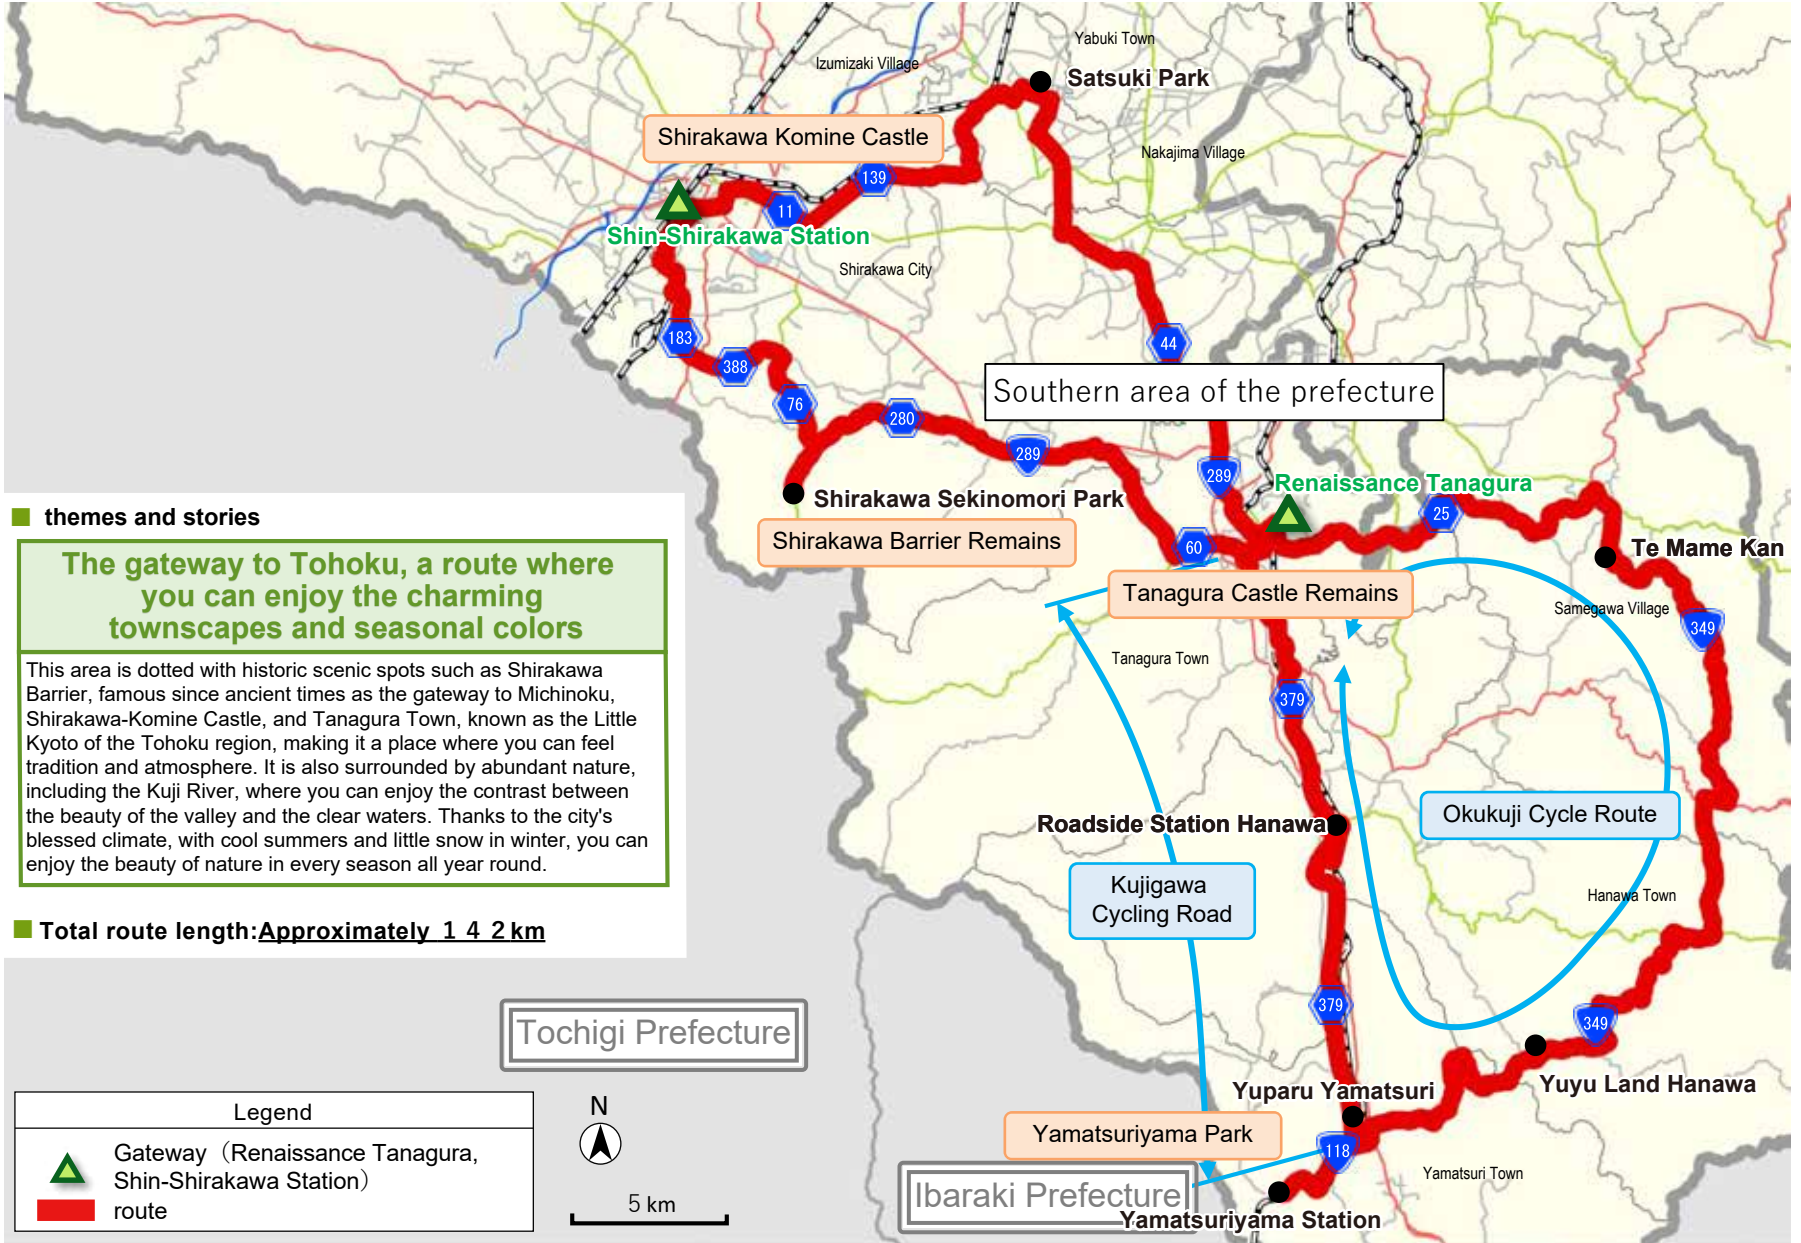 Yabuki Town
Izumizaki Village
Satsuki Park
Shirakawa Komine Castle
Nakajima Village
139
11
Shin-Shirakawa Station
Shirakawa City
183
44
388
Southern area of the prefecture
76
280
289
289
Renaissance Tanagura
Shirakawa Sekinomori Park
25
Shirakawa Barrier Remains
60
Te Mame Kan
Tanagura Castle Remains
Samegawa Village
349
Tanagura Town
379
Roadside Station Hanawa
Okukuji Cycle Route
Kujigawa
Cycling Road
Hanawa Town
379
349
Yuyu Land Hanawa
Yuparu Yamatsuri
Yamatsuriyama Park
118
Yamatsuri Town
Ibaraki Prefecture
Yamatsuriyama Station
■ themes and stories
The gateway to Tohoku, a route where
you can enjoy the charming
townscapes and seasonal colors
This area is dotted with historic scenic spots such as Shirakawa
Barrier, famous since ancient times as the gateway to Michinoku,
Shirakawa-Komine Castle, and Tanagura Town, known as the Little
Kyoto of the Tohoku region, making it a place where you can feel
tradition and atmosphere. It is also surrounded by abundant nature,
including the Kuji River, where you can enjoy the contrast between
the beauty of the valley and the clear waters. Thanks to the city's
blessed climate, with cool summers and little snow in winter, you can
enjoy the beauty of nature in every season all year round.
■ Total route length:Approximately １４２km
Tochigi Prefecture
Legend
Gateway（Renaissance Tanagura,
Shin-Shirakawa Station）
route
N
5 km